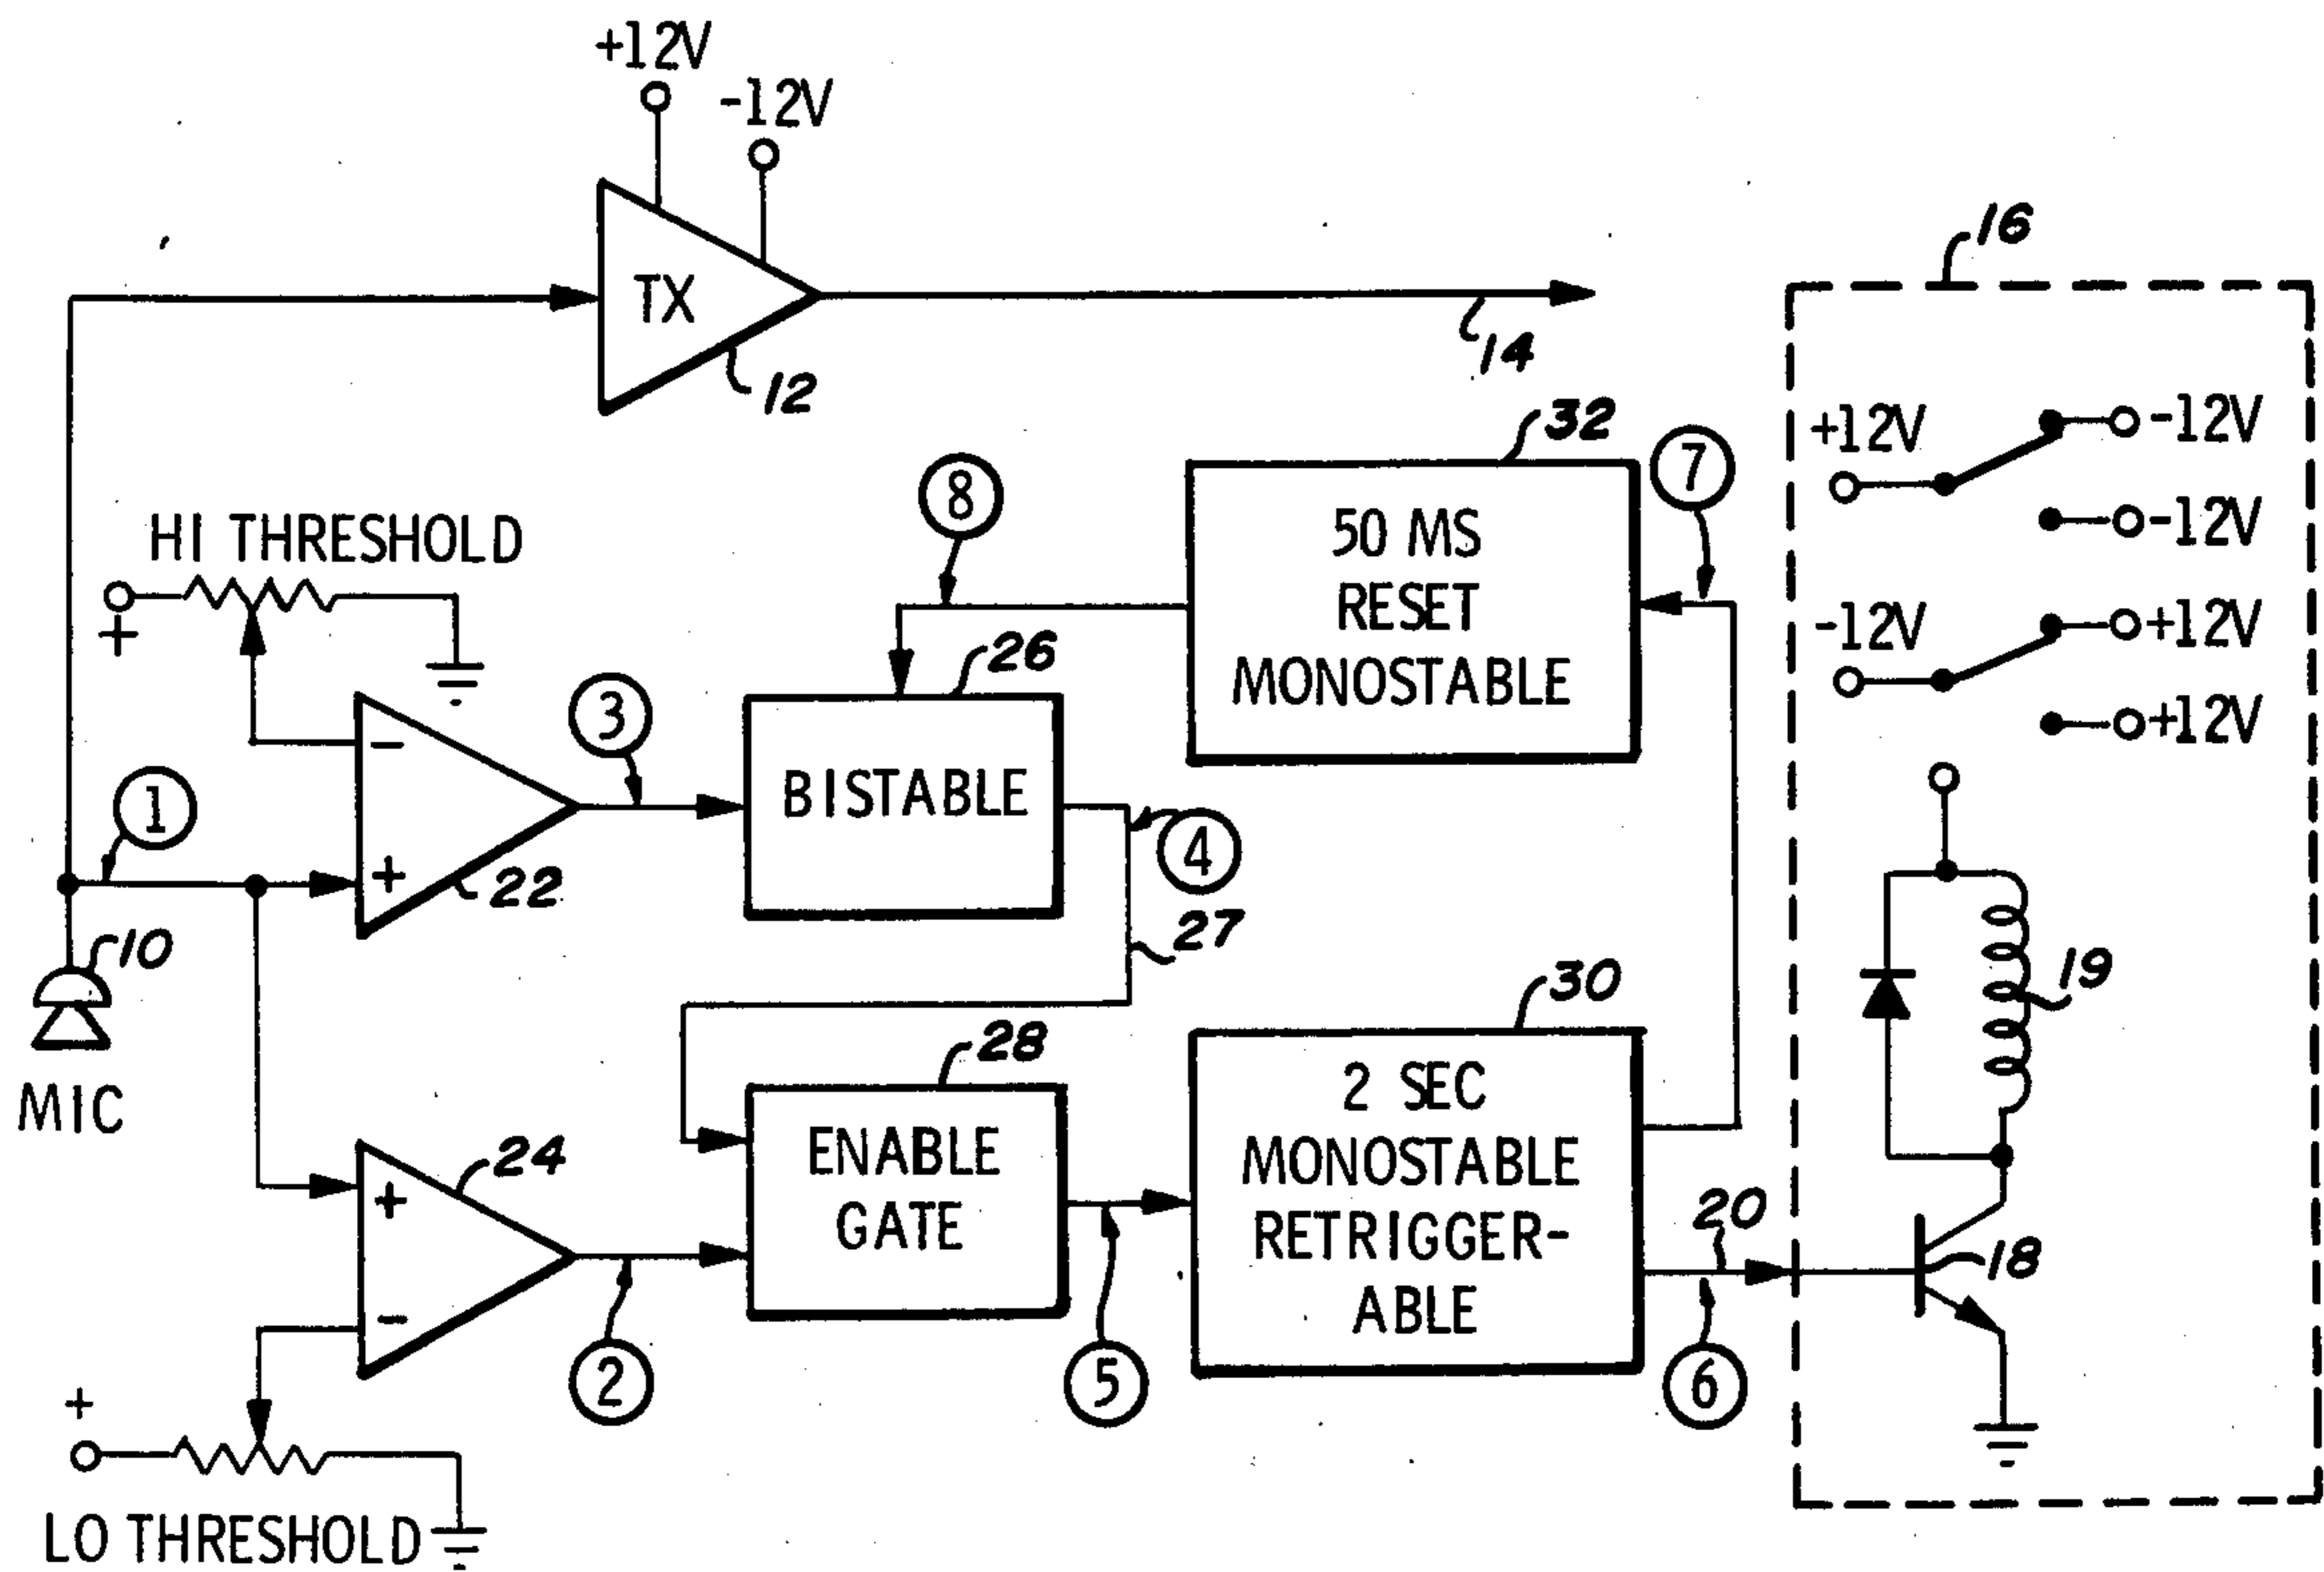 +12V
-12V
TX
12
14
16
HI THRESHOLD
+
-
+
22
1
10
MIC
3
26
BISTABLE
8
32
50 MS
RESET
MONOSTABLE
7
4
27
+12V
-12V
-12V
-12V
+12V
+12V
19
18
28
ENABLE
GATE
24
+
-
2
5
30
2 SEC
MONOSTABLE
RETRIGGER-
ABLE
20
6
+
LO THRESHOLD